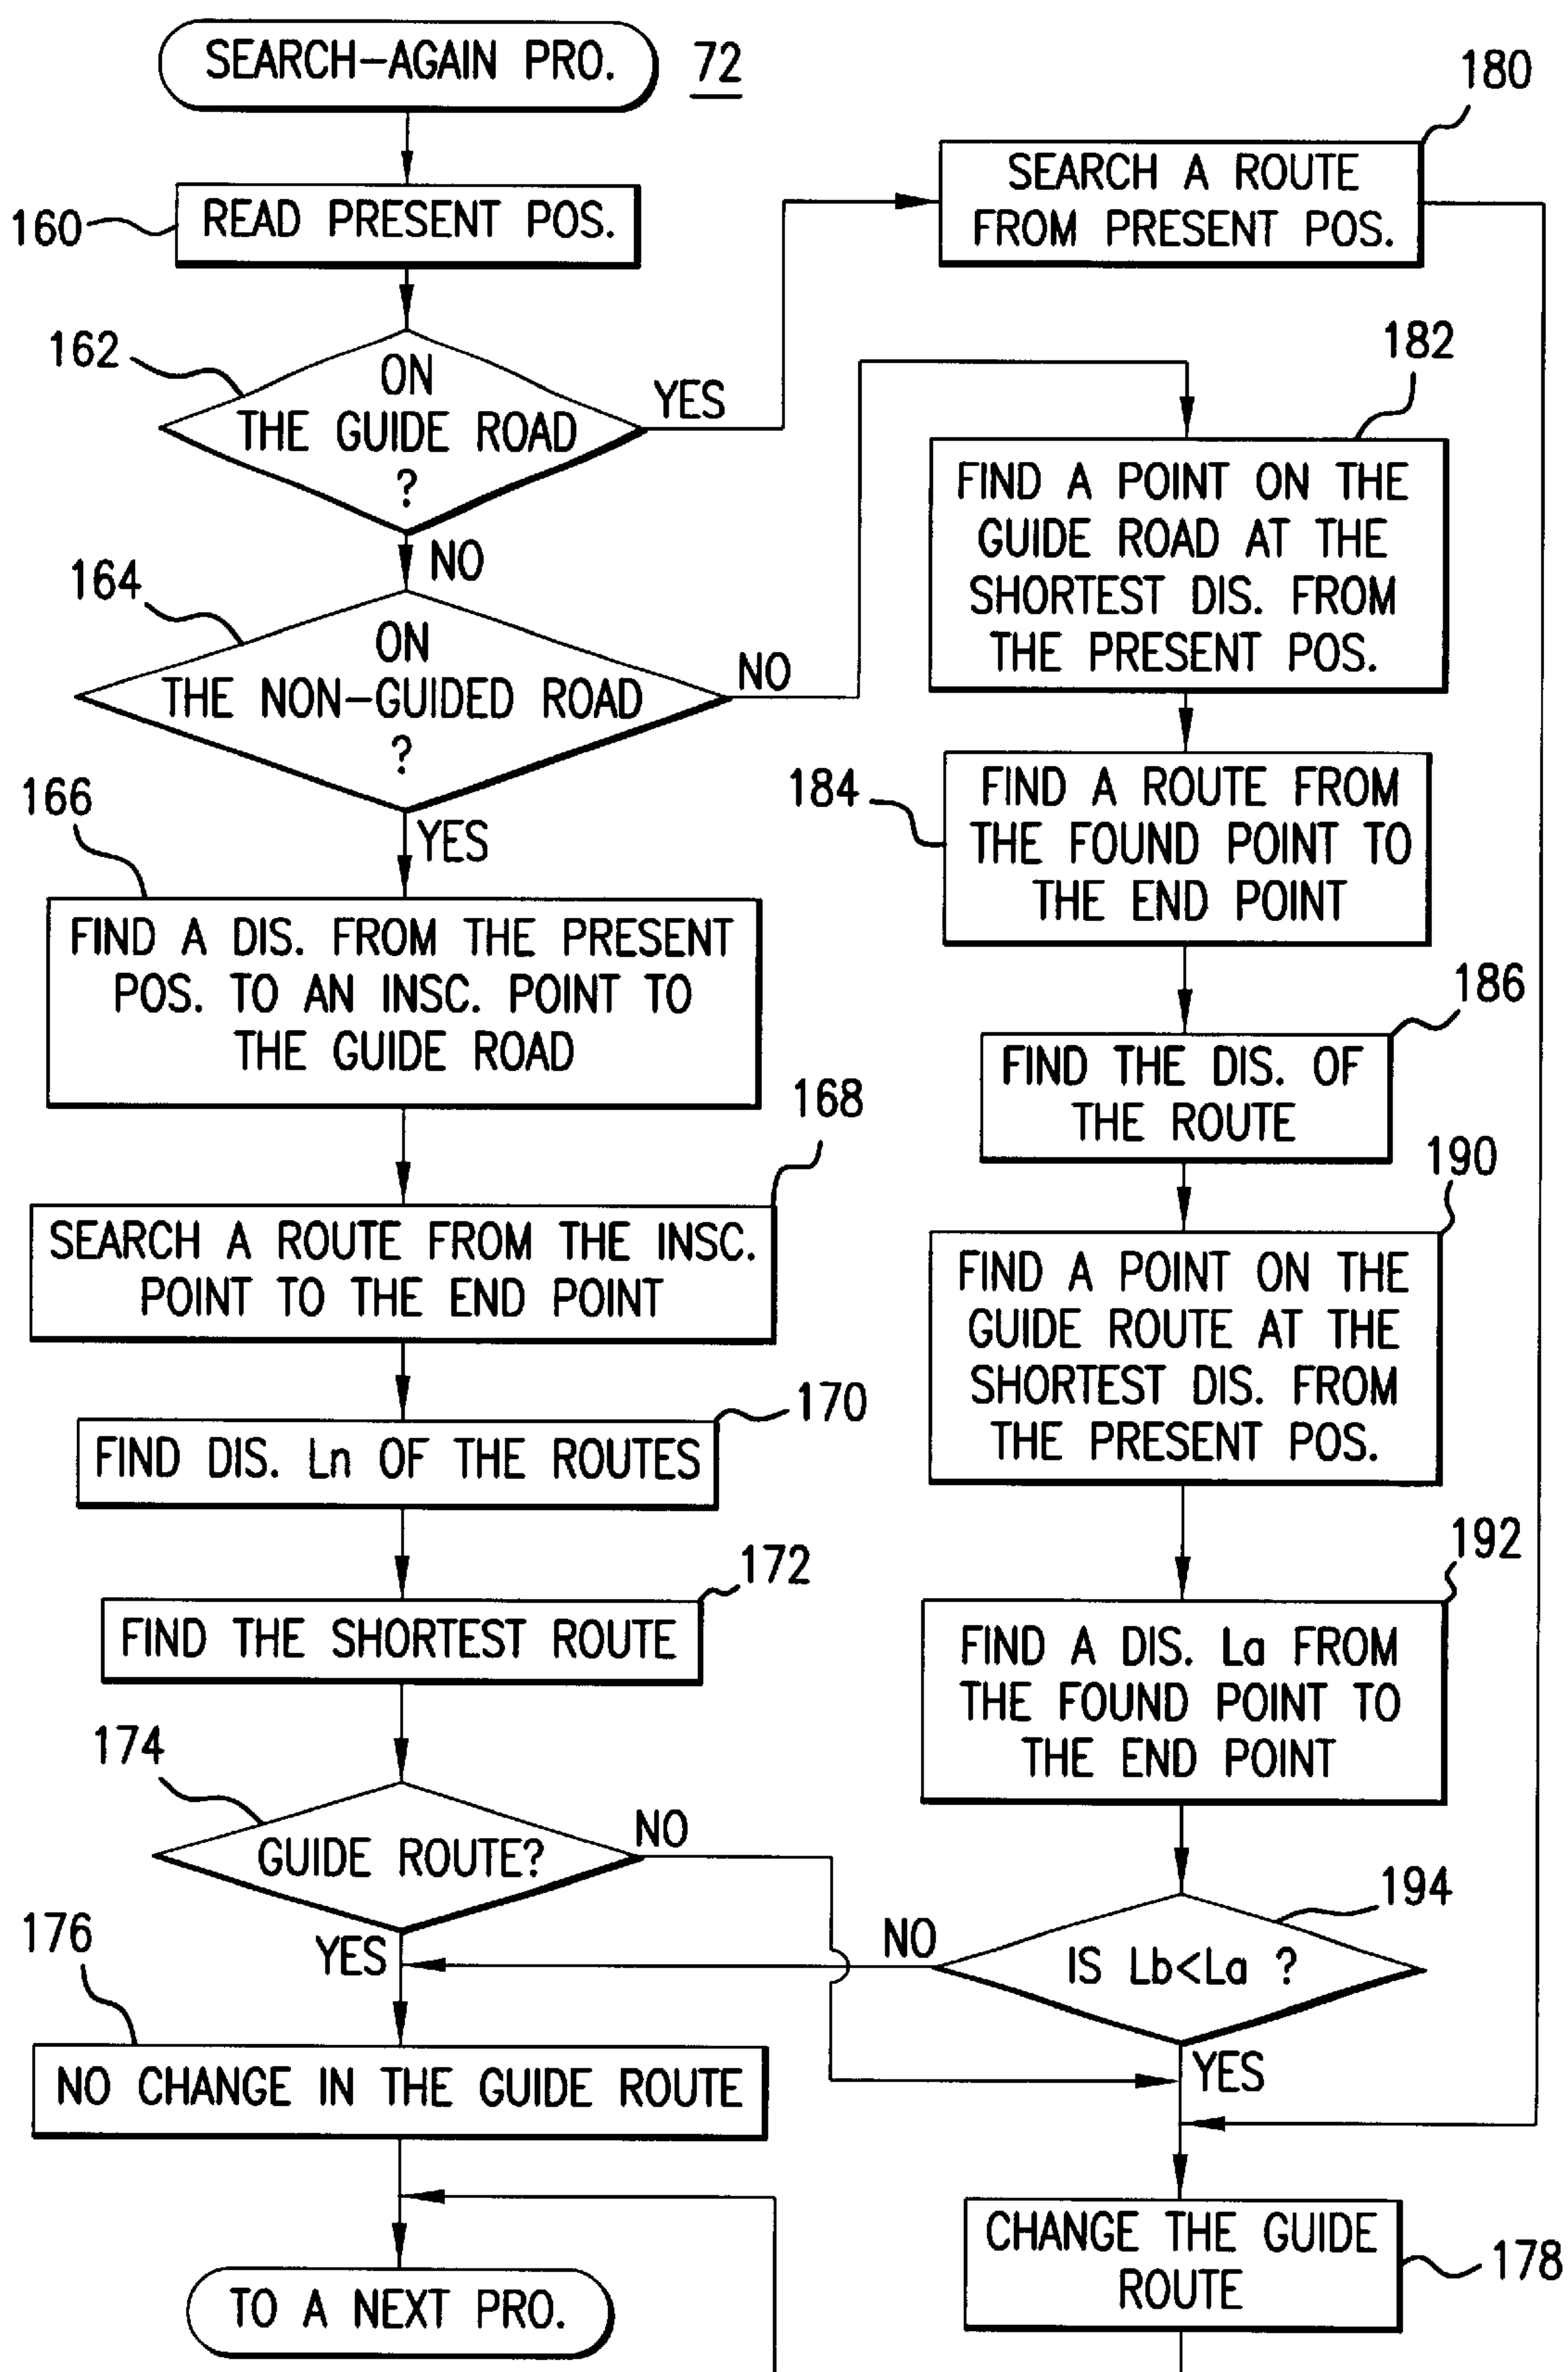 SEARCH-AGAIN PRO.
72
160
READ PRESENT POS.
162
ON
THE GUIDE ROAD
?
YES
NO
164
ON
THE NON-GUIDED ROAD
?
NO
YES
166
FIND A DIS. FROM THE PRESENT
POS. TO AN INSC. POINT TO
THE GUIDE ROAD
168
SEARCH A ROUTE FROM THE INSC.
POINT TO THE END POINT
170
FIND DIS. Ln OF THE ROUTES
172
FIND THE SHORTEST ROUTE
174
GUIDE ROUTE?
NO
YES
176
NO CHANGE IN THE GUIDE ROUTE
TO A NEXT PRO.
180
SEARCH A ROUTE
FROM PRESENT POS.
182
FIND A POINT ON THE
GUIDE ROAD AT THE
SHORTEST DIS. FROM
THE PRESENT POS.
184
FIND A ROUTE FROM
THE FOUND POINT TO
THE END POINT
186
FIND THE DIS. OF
THE ROUTE
190
FIND A POINT ON THE
GUIDE ROUTE AT THE
SHORTEST DIS. FROM
THE PRESENT POS.
192
FIND A DIS. La FROM
THE FOUND POINT TO
THE END POINT
194
IS Lb<La ?
NO
YES
CHANGE THE GUIDE
ROUTE
178